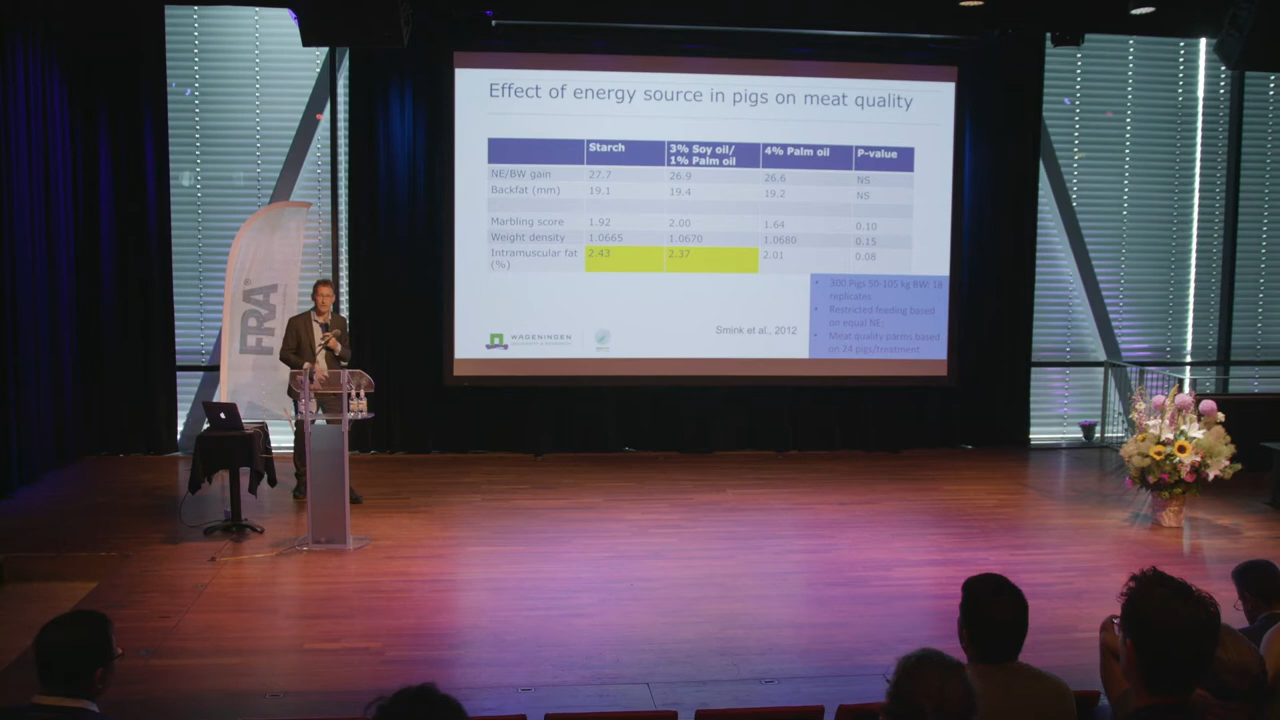 Effect of energy source in pigs on meat quality
Starch 3% Soy oil/ 1% Palm oil 4% Palm oil P-value
NE/BW gain 27.7 26.9 26.6 NS
Backfat (mm) 19.1 19.4 19.2 NS
Marbling score 1.92 2.00 1.64 0.10
Weight density 1.0665 1.0670 1.0680 0.15
Intramuscular fat (%) 2.43 2.37 2.01 0.08
• 300 Pigs 50-105 kg BW; 18
replicates
• Restricted feeding based
on equal NE;
• Meat quality parms based
on 24 pigs/treatment
Smink et al., 2012
WAGENINGEN
FRA®